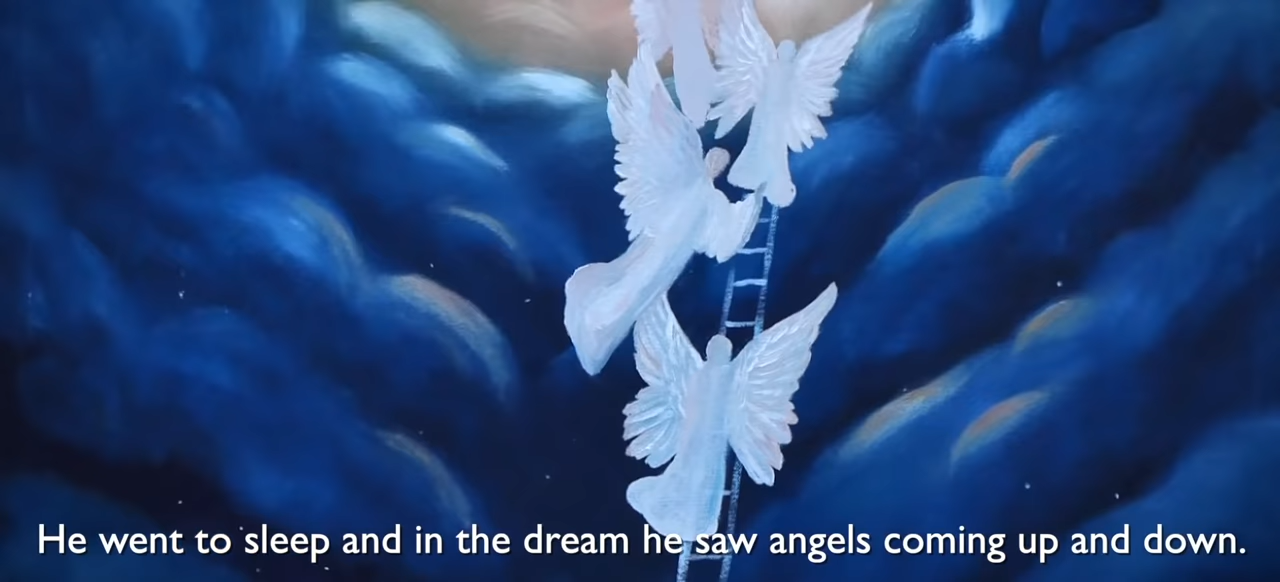 He went to sleep and in the dream he saw angels coming up and down.